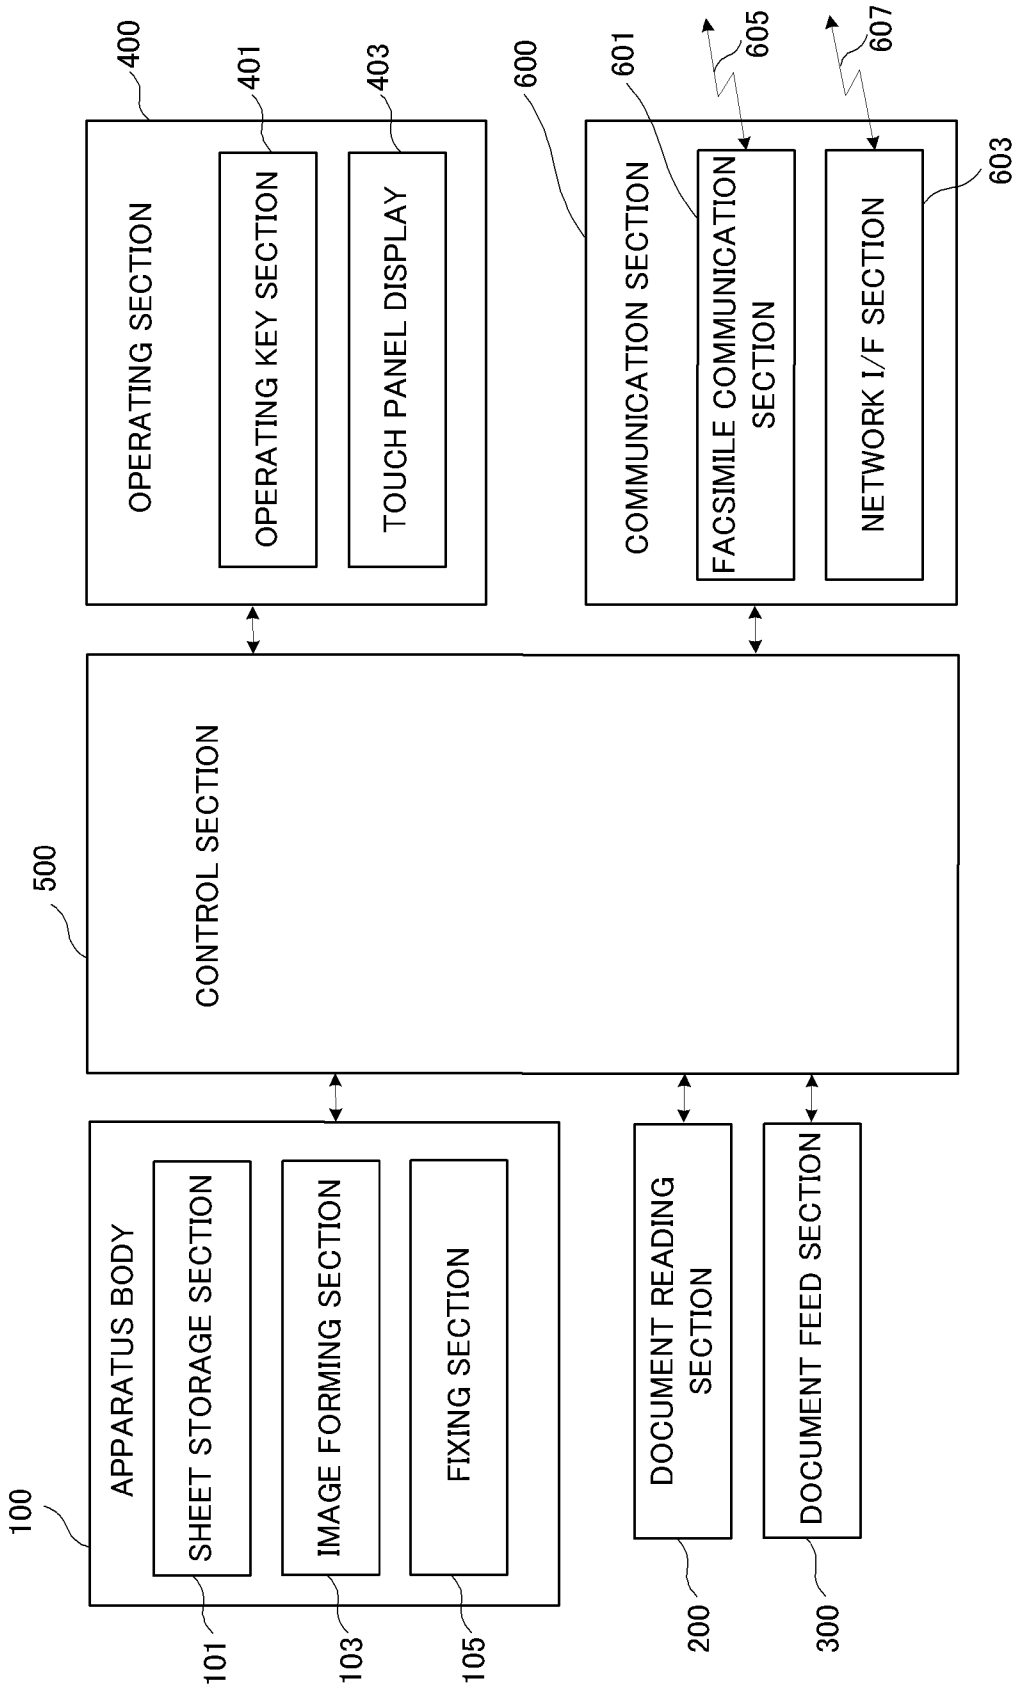 100
APPARATUS BODY
101
SHEET STORAGE SECTION
103
IMAGE FORMING SECTION
105
FIXING SECTION
200
DOCUMENT READING
SECTION
300
DOCUMENT FEED SECTION
500
CONTROL SECTION
400
OPERATING SECTION
401
OPERATING KEY SECTION
403
TOUCH PANEL DISPLAY
600
COMMUNICATION SECTION
601
FACSIMILE COMMUNICATION
SECTION
605
NETWORK I/F SECTION
607
603